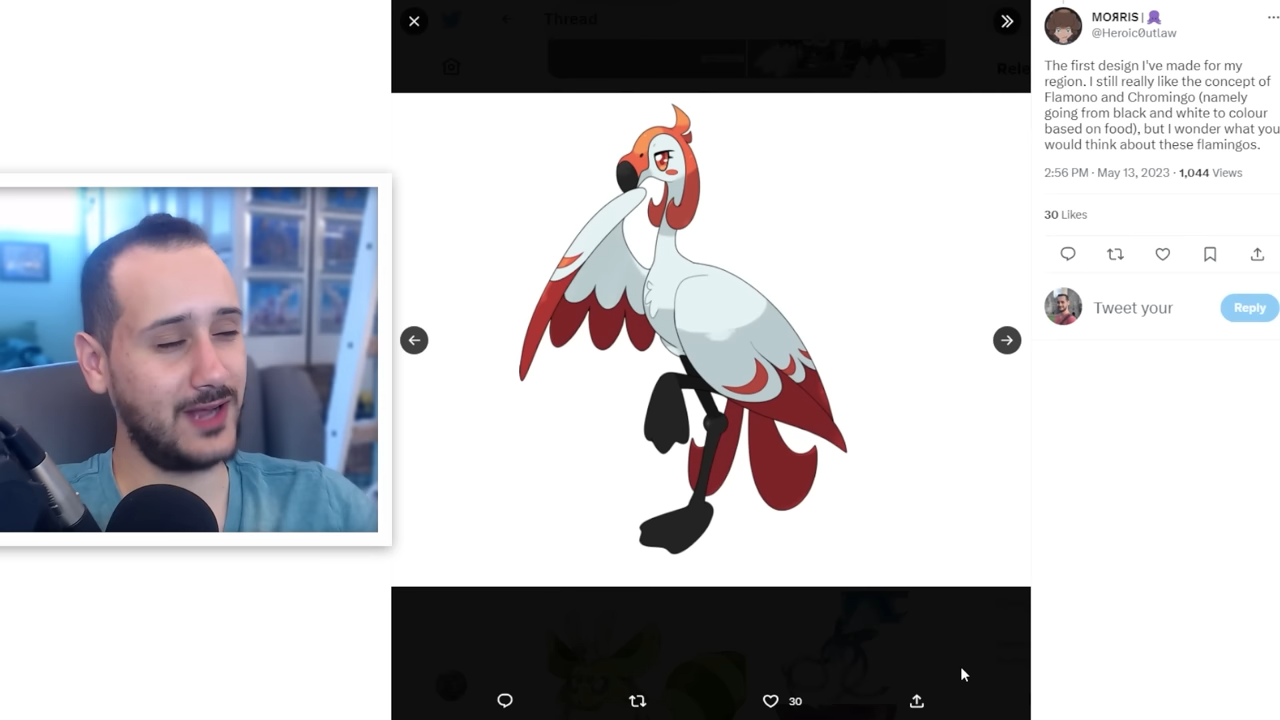 Thread
MOЯRIS |
@Heroic0utlaw
The first design I've made for my
region. I still really like the concept of
Flamono and Chromingo (namely
going from black and white to colour
based on food), but I wonder what you
would think about these flamingos.
2:56 PM · May 13, 2023 · 1,044 Views
30 Likes
Tweet your
Reply
30